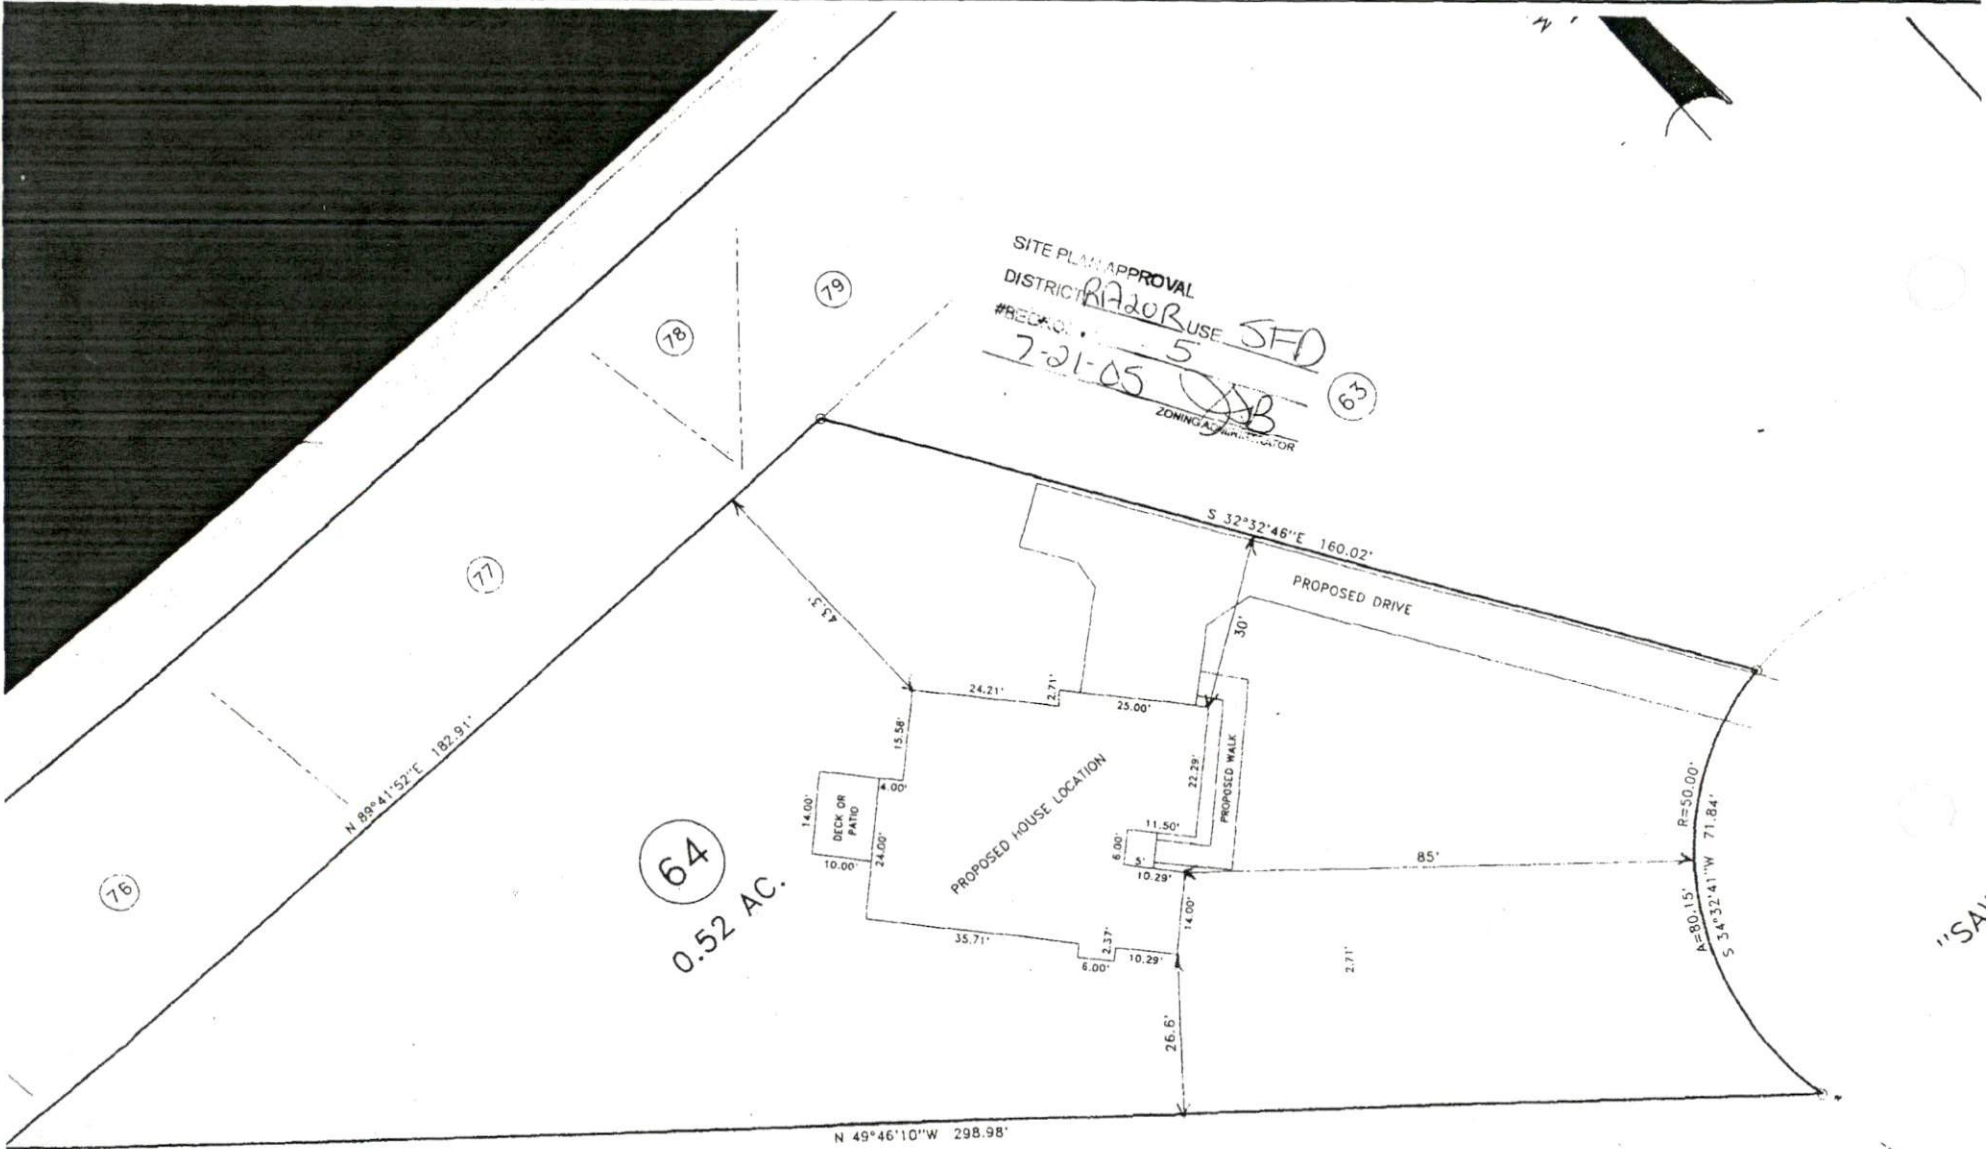 SITE PLAN APPROVAL
DISTRICT RA20R USE SFD
5
7-21-05
ZONING ADMINISTRATOR
63
79
78
77
76
S 32°32'46"E 160.02'
PROPOSED DRIVE
30'
43.3'
N 89°41'52"E 182.91'
24.21'
2.71'
25.00'
15.58'
4.00'
14.00'
DECK OR
PATIO
10.00'
24.00'
PROPOSED HOUSE LOCATION
22.29'
PROPOSED WALK
11.50'
6.00'
5'
10.29'
85'
R=50.00'
A=80.15'
S 34°32'41"W 71.84'
64
0.52 AC.
14.00'
35.71'
2.37'
6.00'
10.29'
2.71'
26.6'
N 49°46'10"W 298.98'